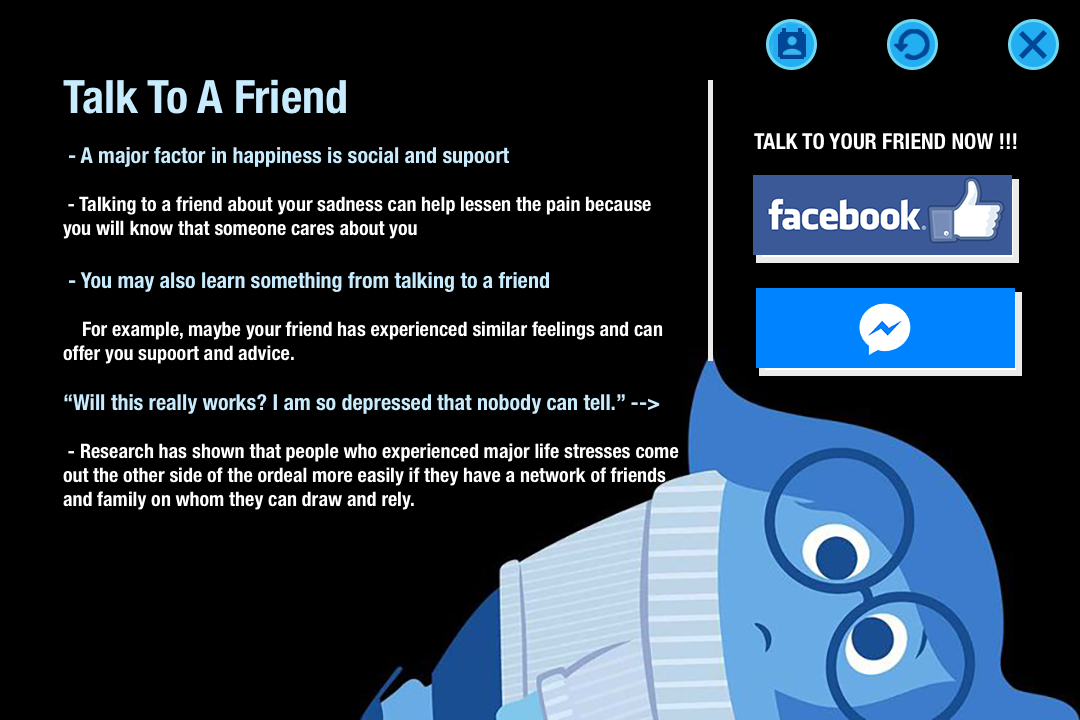 Talk To A Friend
- A major factor in happiness is social and supoort
- Talking to a friend about your sadness can help lessen the pain because
you will know that someone cares about you
- You may also learn something from talking to a friend
For example, maybe your friend has experienced similar feelings and can
offer you supoort and advice.
“Will this really works? I am so depressed that nobody can tell.” -->
- Research has shown that people who experienced major life stresses come
out the other side of the ordeal more easily if they have a network of friends
and family on whom they can draw and rely.
TALK TO YOUR FRIEND NOW !!!
facebook